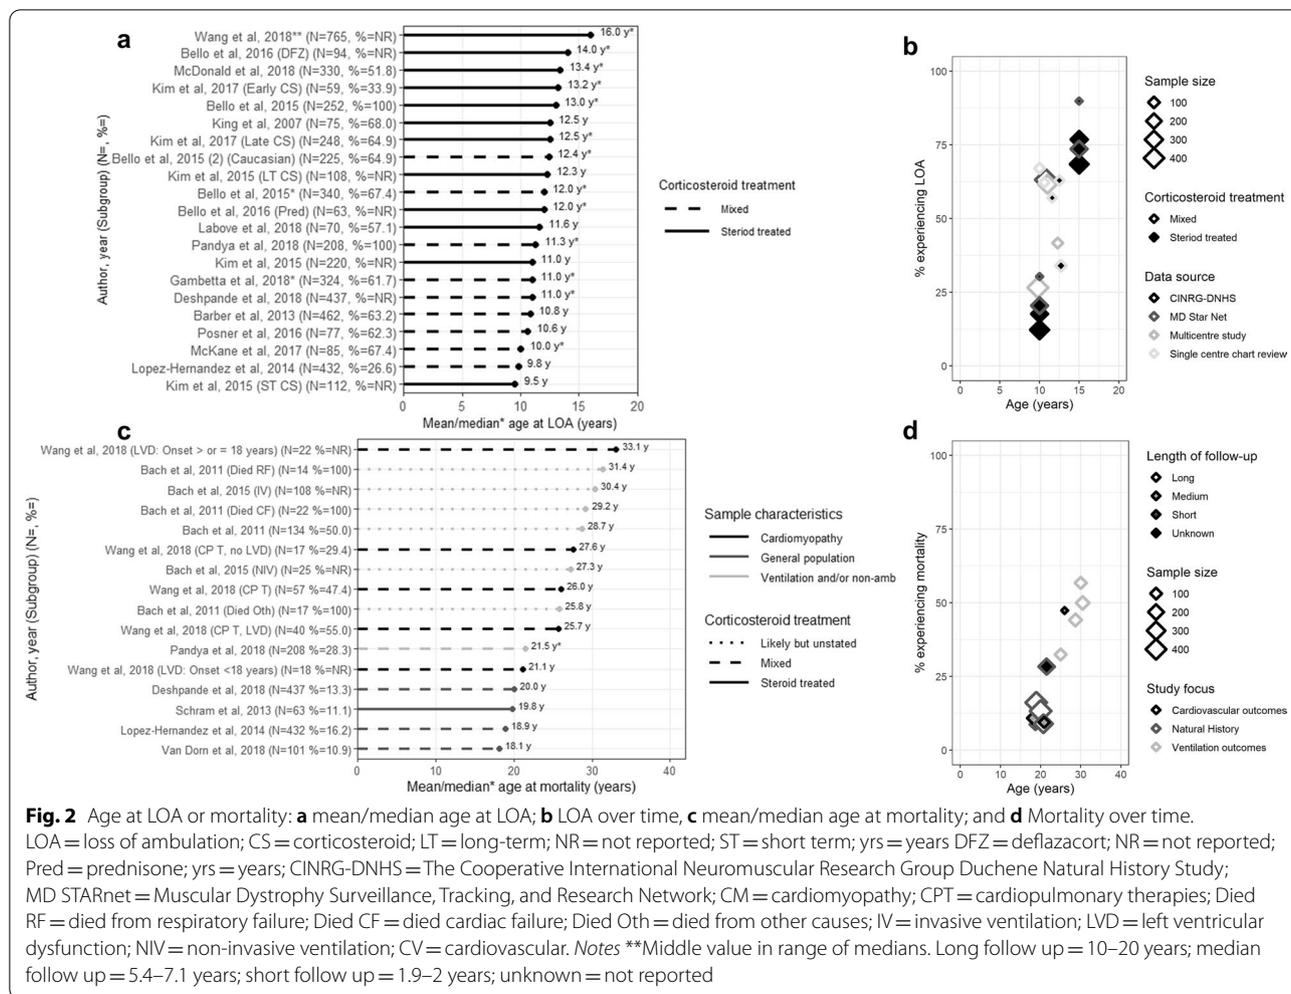 a
Author, year (Subgroup) (N=, %=)
Wang et al, 2018** (N=765, %=NR) 16.0 y*
Bello et al, 2016 (DFZ) (N=94, %=NR) 14.0 y*
McDonald et al, 2018 (N=330, %=51.8) 13.4 y*
Kim et al, 2017 (Early CS) (N=59, %=33.9) 13.2 y*
Bello et al, 2015 (N=252, %=100) 13.0 y*
King et al, 2007 (N=75, %=68.0) 12.5 y
Kim et al, 2017 (Late CS) (N=248, %=64.9) 12.5 y*
Bello et al, 2015 (2) (Caucasian) (N=225, %=64.9) 12.4 y*
Kim et al, 2015 (LT CS) (N=108, %=NR) 12.3 y
Bello et al, 2015* (N=340, %=67.4) 12.0 y*
Bello et al, 2016 (Pred) (N=63, %=NR) 12.0 y*
Labove et al, 2018 (N=70, %=57.1) 11.6 y
Pandya et al, 2018 (N=208, %=100) 11.3 y*
Kim et al, 2015 (N=220, %=NR) 11.0 y
Gambetta et al, 2018* (N=324, %=61.7) 11.0 y*
Deshpande et al, 2018 (N=437, %=NR) 11.0 y*
Barber et al, 2013 (N=462, %=63.2) 10.8 y
Posner et al, 2016 (N=77, %=62.3) 10.6 y
McKane et al, 2017 (N=85, %=67.4) 10.0 y*
Lopez-Hernandez et al, 2014 (N=432, %=26.6) 9.8 y
Kim et al, 2015 (ST CS) (N=112, %=NR) 9.5 y
0 5 10 15 20
Mean/median* age at LOA (years)
Corticosteroid treatment
Mixed
Steriod treated
b
% experiencing LOA
100
75
50
25
0
0 5 10 15 20
Age (years)
Sample size
100
200
300
400
Corticosteroid treatment
Mixed
Steriod treated
Data source
CINRG-DNHS
MD Star Net
Multicentre study
Single centre chart review
c
Author, year (Subgroup) (N=, %=)
Wang et al, 2018 (LVD: Onset > or = 18 years) (N=22 %=NR) 33.1 y
Bach et al, 2011 (Died RF) (N=14 %=100) 31.4 y
Bach et al, 2015 (IV) (N=108 %=NR) 30.4 y
Bach et al, 2011 (Died CF) (N=22 %=100) 29.2 y
Bach et al, 2011 (N=134 %=50.0) 28.7 y
Wang et al, 2018 (CP T, no LVD) (N=17 %=29.4) 27.6 y
Bach et al, 2015 (NIV) (N=25 %=NR) 27.3 y
Wang et al, 2018 (CP T) (N=57 %=47.4) 26.0 y
Bach et al, 2011 (Died Oth) (N=17 %=100) 25.8 y
Wang et al, 2018 (CP T, LVD) (N=40 %=55.0) 25.7 y
Pandya et al, 2018 (N=208 %=28.3) 21.5 y*
Wang et al, 2018 (LVD: Onset <18 years) (N=18 %=NR) 21.1 y
Deshpande et al, 2018 (N=437 %=13.3) 20.0 y
Schram et al, 2013 (N=63 %=11.1) 19.8 y
Lopez-Hernandez et al, 2014 (N=432 %=16.2) 18.9 y
Van Dorn et al, 2018 (N=101 %=10.9) 18.1 y
0 10 20 30 40
Mean/median* age at mortality (years)
Sample characteristics
Cardiomyopathy
General population
Ventilation and/or non-amb
Corticosteroid treatment
Likely but unstated
Mixed
Steroid treated
d
% experiencing mortality
100
75
50
25
0
0 10 20 30 40
Age (years)
Length of follow-up
Long
Medium
Short
Unknown
Sample size
100
200
300
400
Study focus
Cardiovascular outcomes
Natural History
Ventilation outcomes
Fig. 2 Age at LOA or mortality: a mean/median age at LOA; b LOA over time, c mean/median age at mortality; and d Mortality over time.
LOA = loss of ambulation; CS = corticosteroid; LT = long-term; NR = not reported; ST = short term; yrs = years DFZ = deflazacort; NR = not reported;
Pred = prednisone; yrs = years; CINRG-DNHS = The Cooperative International Neuromuscular Research Group Duchene Natural History Study;
MD STARnet = Muscular Dystrophy Surveillance, Tracking, and Research Network; CM = cardiomyopathy; CPT = cardiopulmonary therapies; Died
RF = died from respiratory failure; Died CF = died cardiac failure; Died Oth = died from other causes; IV = invasive ventilation; LVD = left ventricular
dysfunction; NIV = non-invasive ventilation; CV = cardiovascular. Notes **Middle value in range of medians. Long follow up = 10–20 years; median
follow up = 5.4–7.1 years; short follow up = 1.9–2 years; unknown = not reported